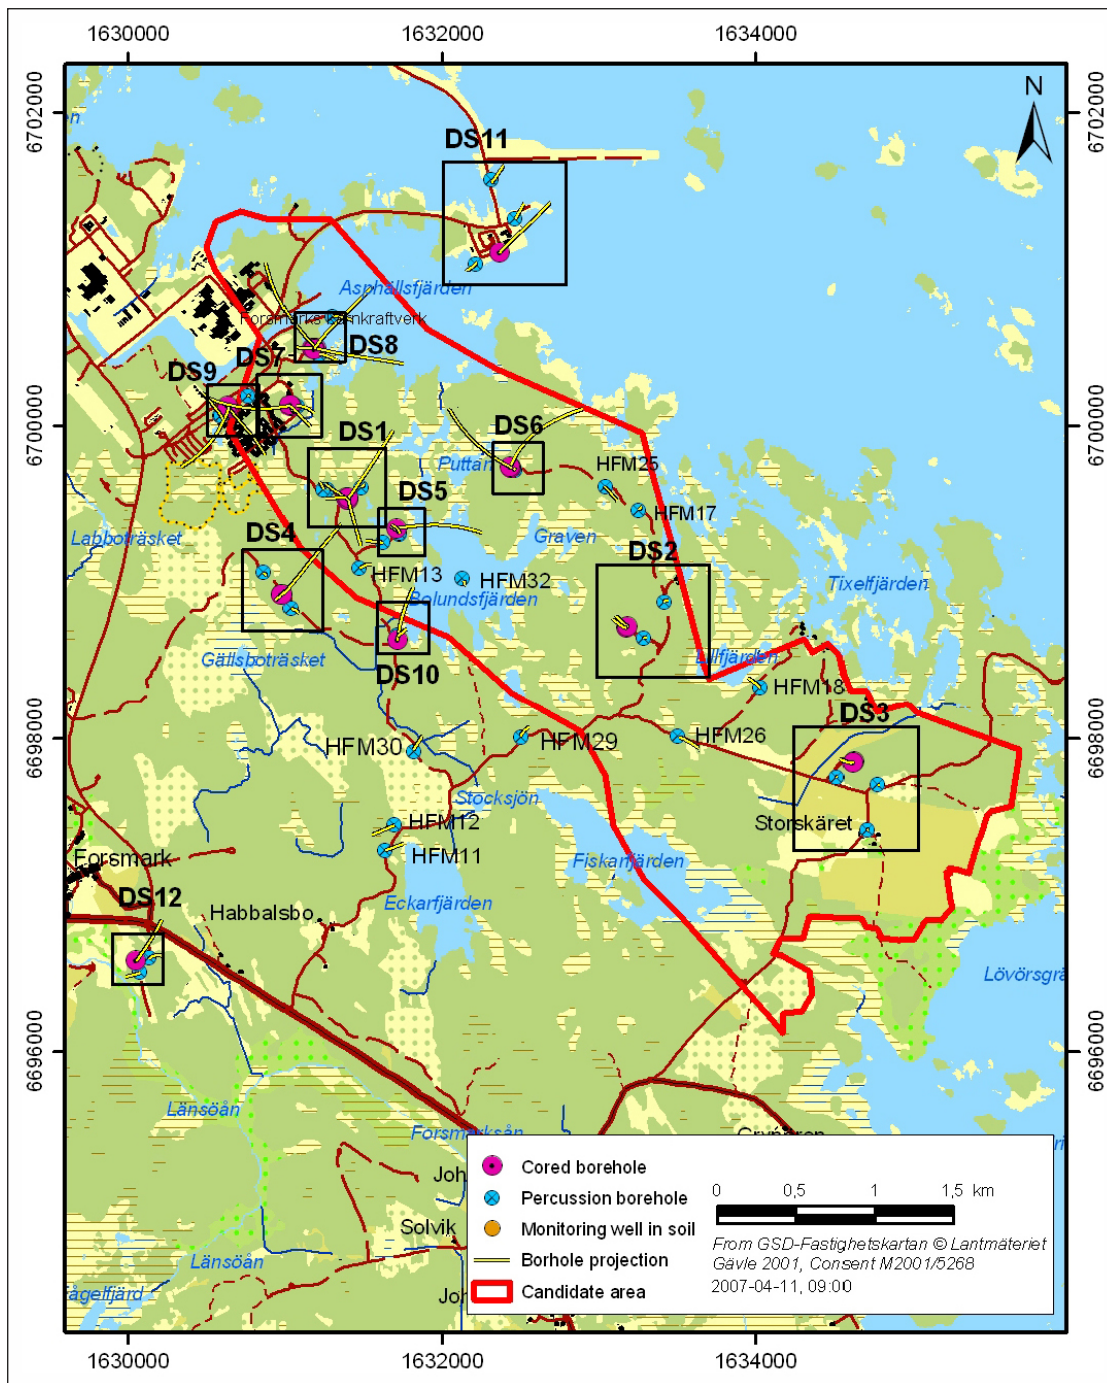 1630000
1632000
1634000
6702000
6702000
N
DS11
Asphällsfjärden
Forsmarks kärnkraftverk
DS8
DS7
DS9
6700000
6700000
DS1
DS6
Puttan
HFM25
DS5
HFM17
Graven
Labboträsket
DS4
DS2
HFM13
HFM32
Tixelfjärden
Bolundsfjärden
Gällsboträsket
Lillfjärden
DS10
HFM18
DS3
6698000
6698000
HFM30
HFM29
HFM26
Stocksjön
HFM12
Storskäret
HFM11
Forsmark
Fiskarfjärden
DS12
Eckarfjärden
Habbalsbo
Lövörsgrä
6696000
6696000
Länsöån
Forsmarksån
Joh
Solvik
Länsöån
ågelfjärd
Joh
Cored borehole
Percussion borehole
Monitoring well in soil
Borhole projection
Candidate area
0 0,5 1 1,5 km
From GSD-Fastighetskartan © Lantmäteriet
Gävle 2001, Consent M2001/5268
2007-04-11, 09:00
1630000
1632000
1634000